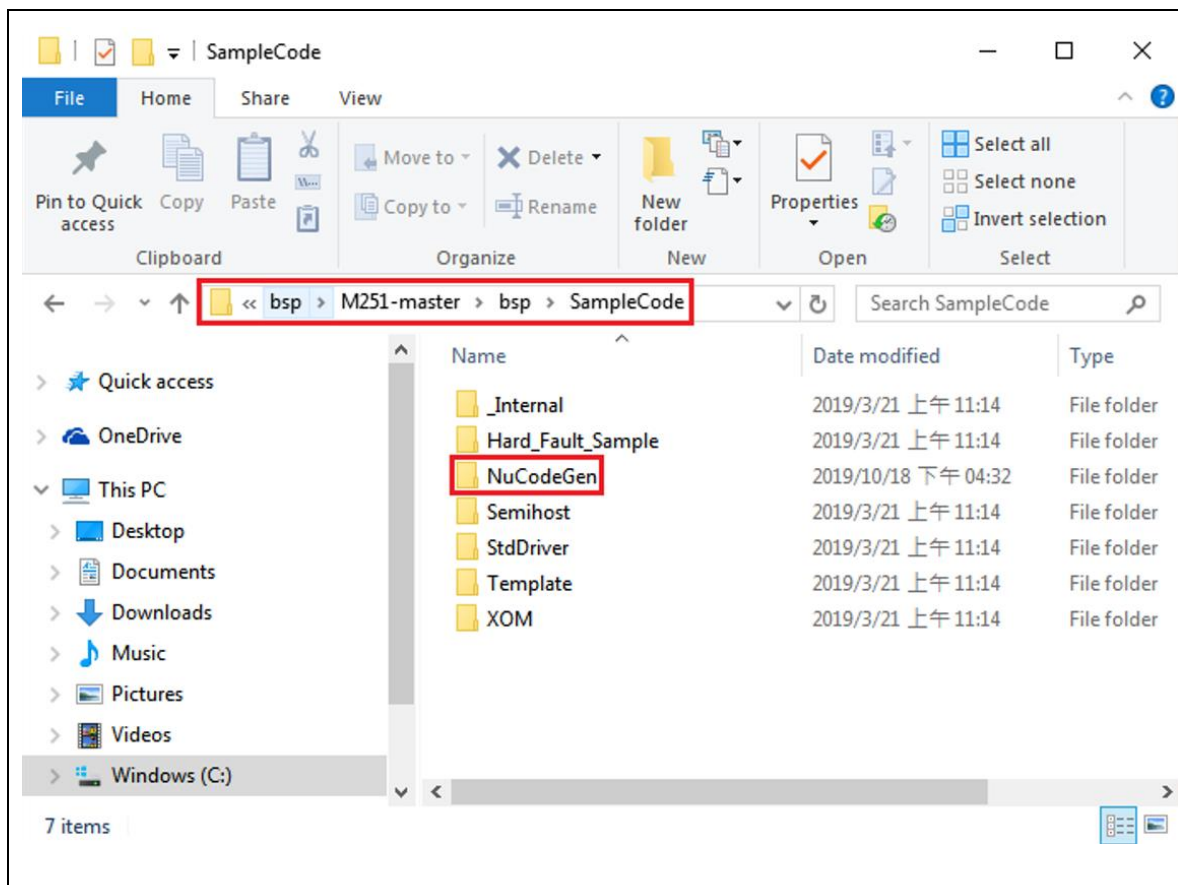 SampleCode
File Home Share View
Pin to Quick access Copy Paste
Move to Copy to Delete Rename
New folder
Properties
Select all
Select none
Invert selection
Clipboard Organize New Open Select
« bsp > M251-master > bsp > SampleCode
Search SampleCode
Quick access
OneDrive
This PC
Desktop
Documents
Downloads
Music
Pictures
Videos
Windows (C:)
Name Date modified Type
_Internal 2019/3/21 上午 11:14 File folder
Hard_Fault_Sample 2019/3/21 上午 11:14 File folder
NuCodeGen 2019/10/18 下午 04:32 File folder
Semihost 2019/3/21 上午 11:14 File folder
StdDriver 2019/3/21 上午 11:14 File folder
Template 2019/3/21 上午 11:14 File folder
XOM 2019/3/21 上午 11:14 File folder
7 items